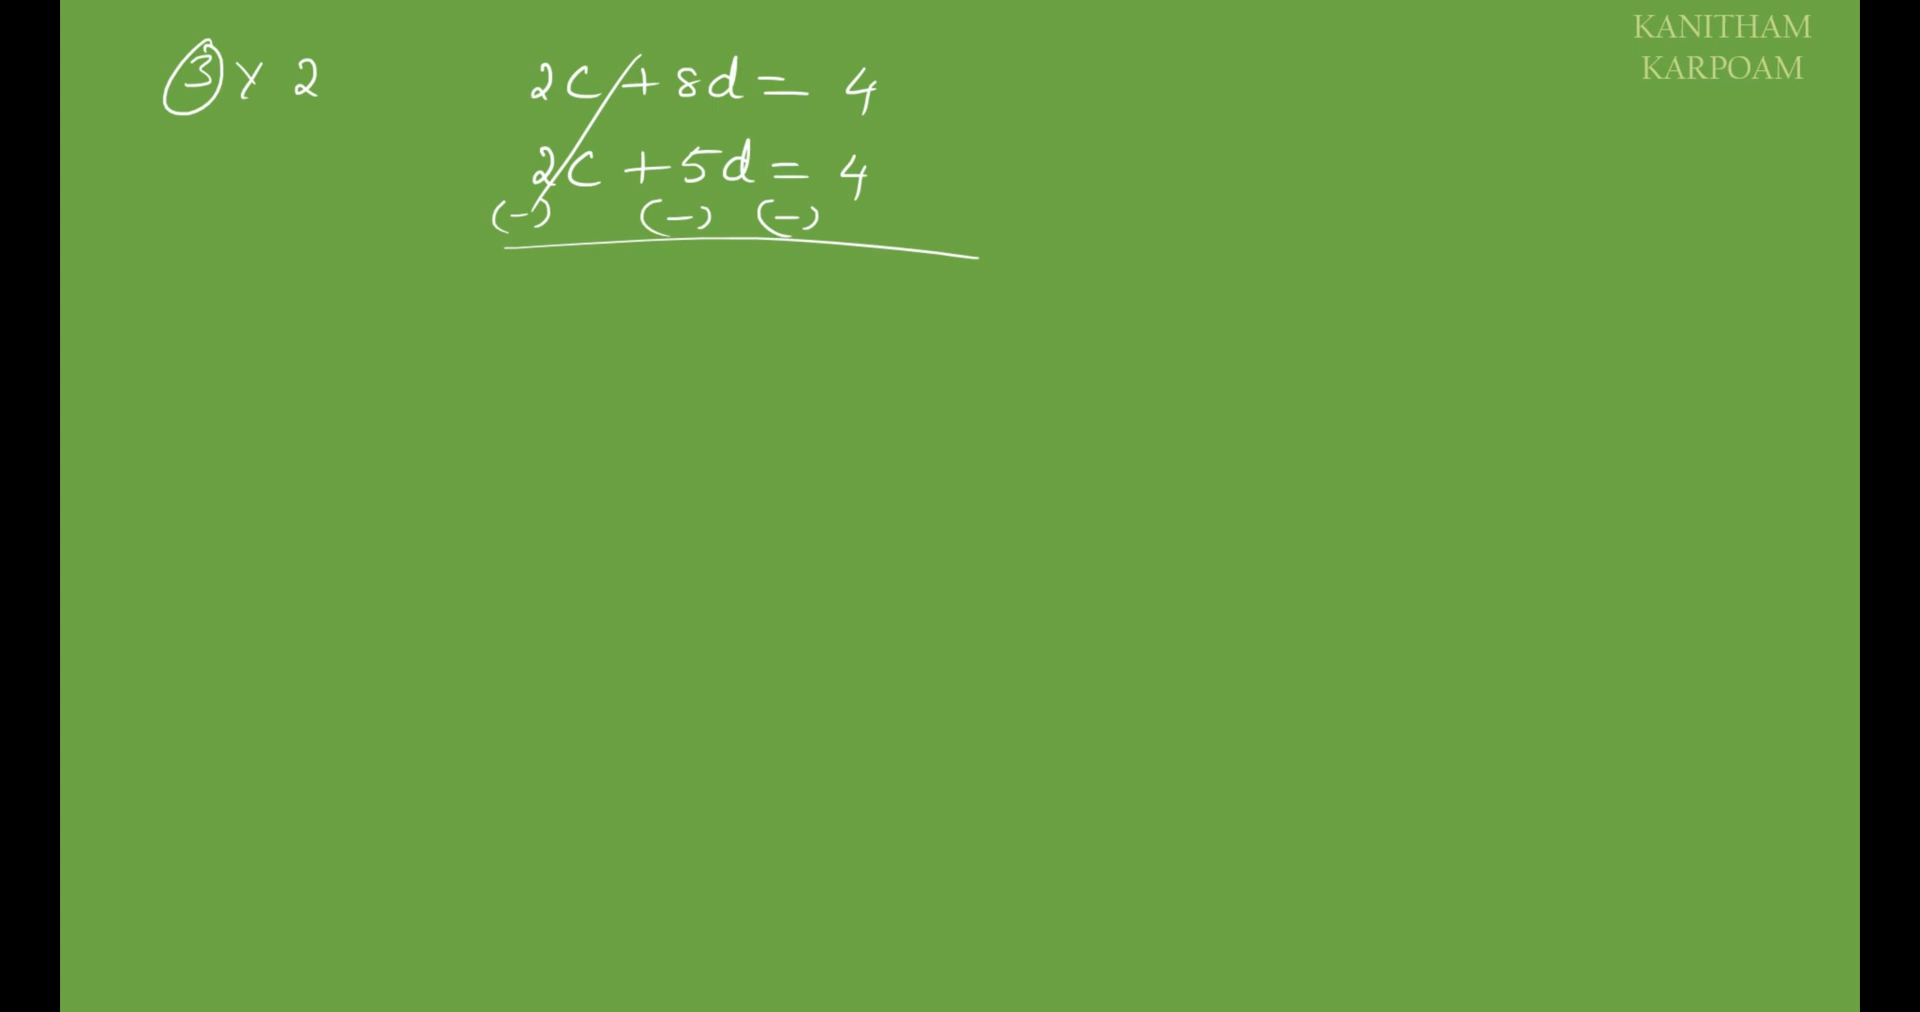 KANITHAM
KARPOAM
③ × 2 2c + 8d = 4
2c + 5d = 4
(-) (-) (-)